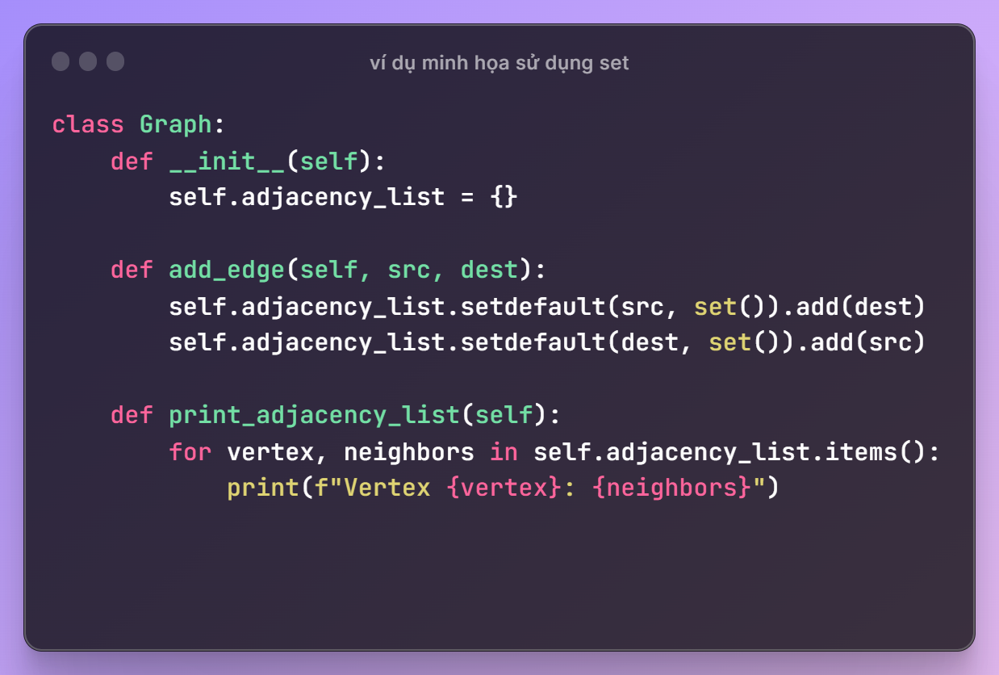 ví dụ minh họa sử dụng set
class Graph:
    def __init__(self):
        self.adjacency_list = {}
    def add_edge(self, src, dest):
        self.adjacency_list.setdefault(src, set()).add(dest)
        self.adjacency_list.setdefault(dest, set()).add(src)
    def print_adjacency_list(self):
        for vertex, neighbors in self.adjacency_list.items():
            print(f"Vertex {vertex}: {neighbors}")